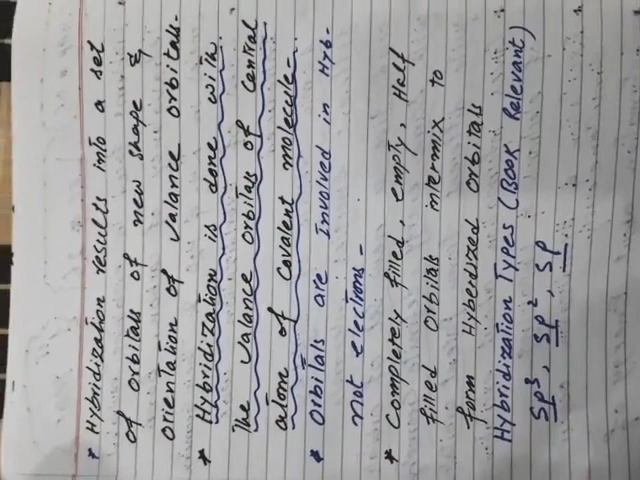 * Hybridization results into a set
of orbitals of new shape &
orientation of valance orbitals.
* Hybridization is done with
The valance orbitals of central
atom of covalent molecule-
* Orbitals are Involved in Hyb-
not elections-
* Completely filled, empty, Half
filled orbitals intermix to
form Hyberdized orbitals
Hybridization Types (Book Relevant)
Sp³, Sp², Sp.